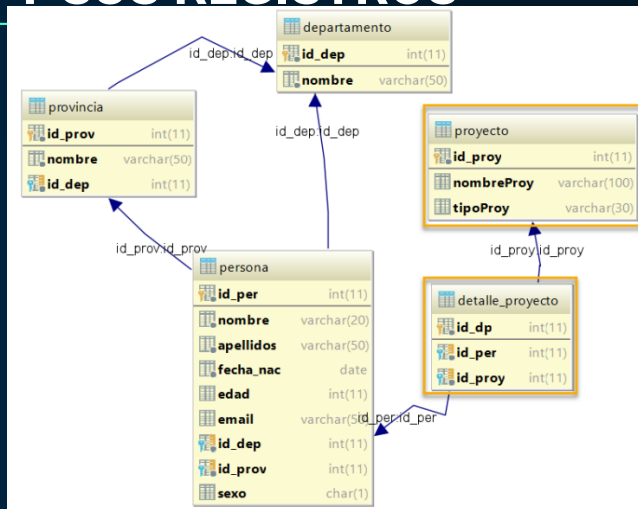 departamento
id_dep int(11)
nombre varchar(50)
id_dep:id_dep
provincia
id_prov int(11)
nombre varchar(50)
id_dep int(11)
id_dep:id_dep
proyecto
id_proy int(11)
nombreProy varchar(100)
tipoProy varchar(30)
id_prov:id_prov
id_proy:id_proy
persona
id_per int(11)
nombre varchar(20)
apellidos varchar(50)
fecha_nac date
edad int(11)
email varchar(50)
id_dep int(11)
id_prov int(11)
sexo char(1)
detalle_proyecto
id_dp int(11)
id_per int(11)
id_proy int(11)
id_per:id_per